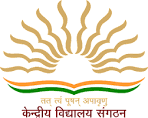 तत् त्वं पूषन् अपावृणु
केन्द्रीय विद्यालय संगठन